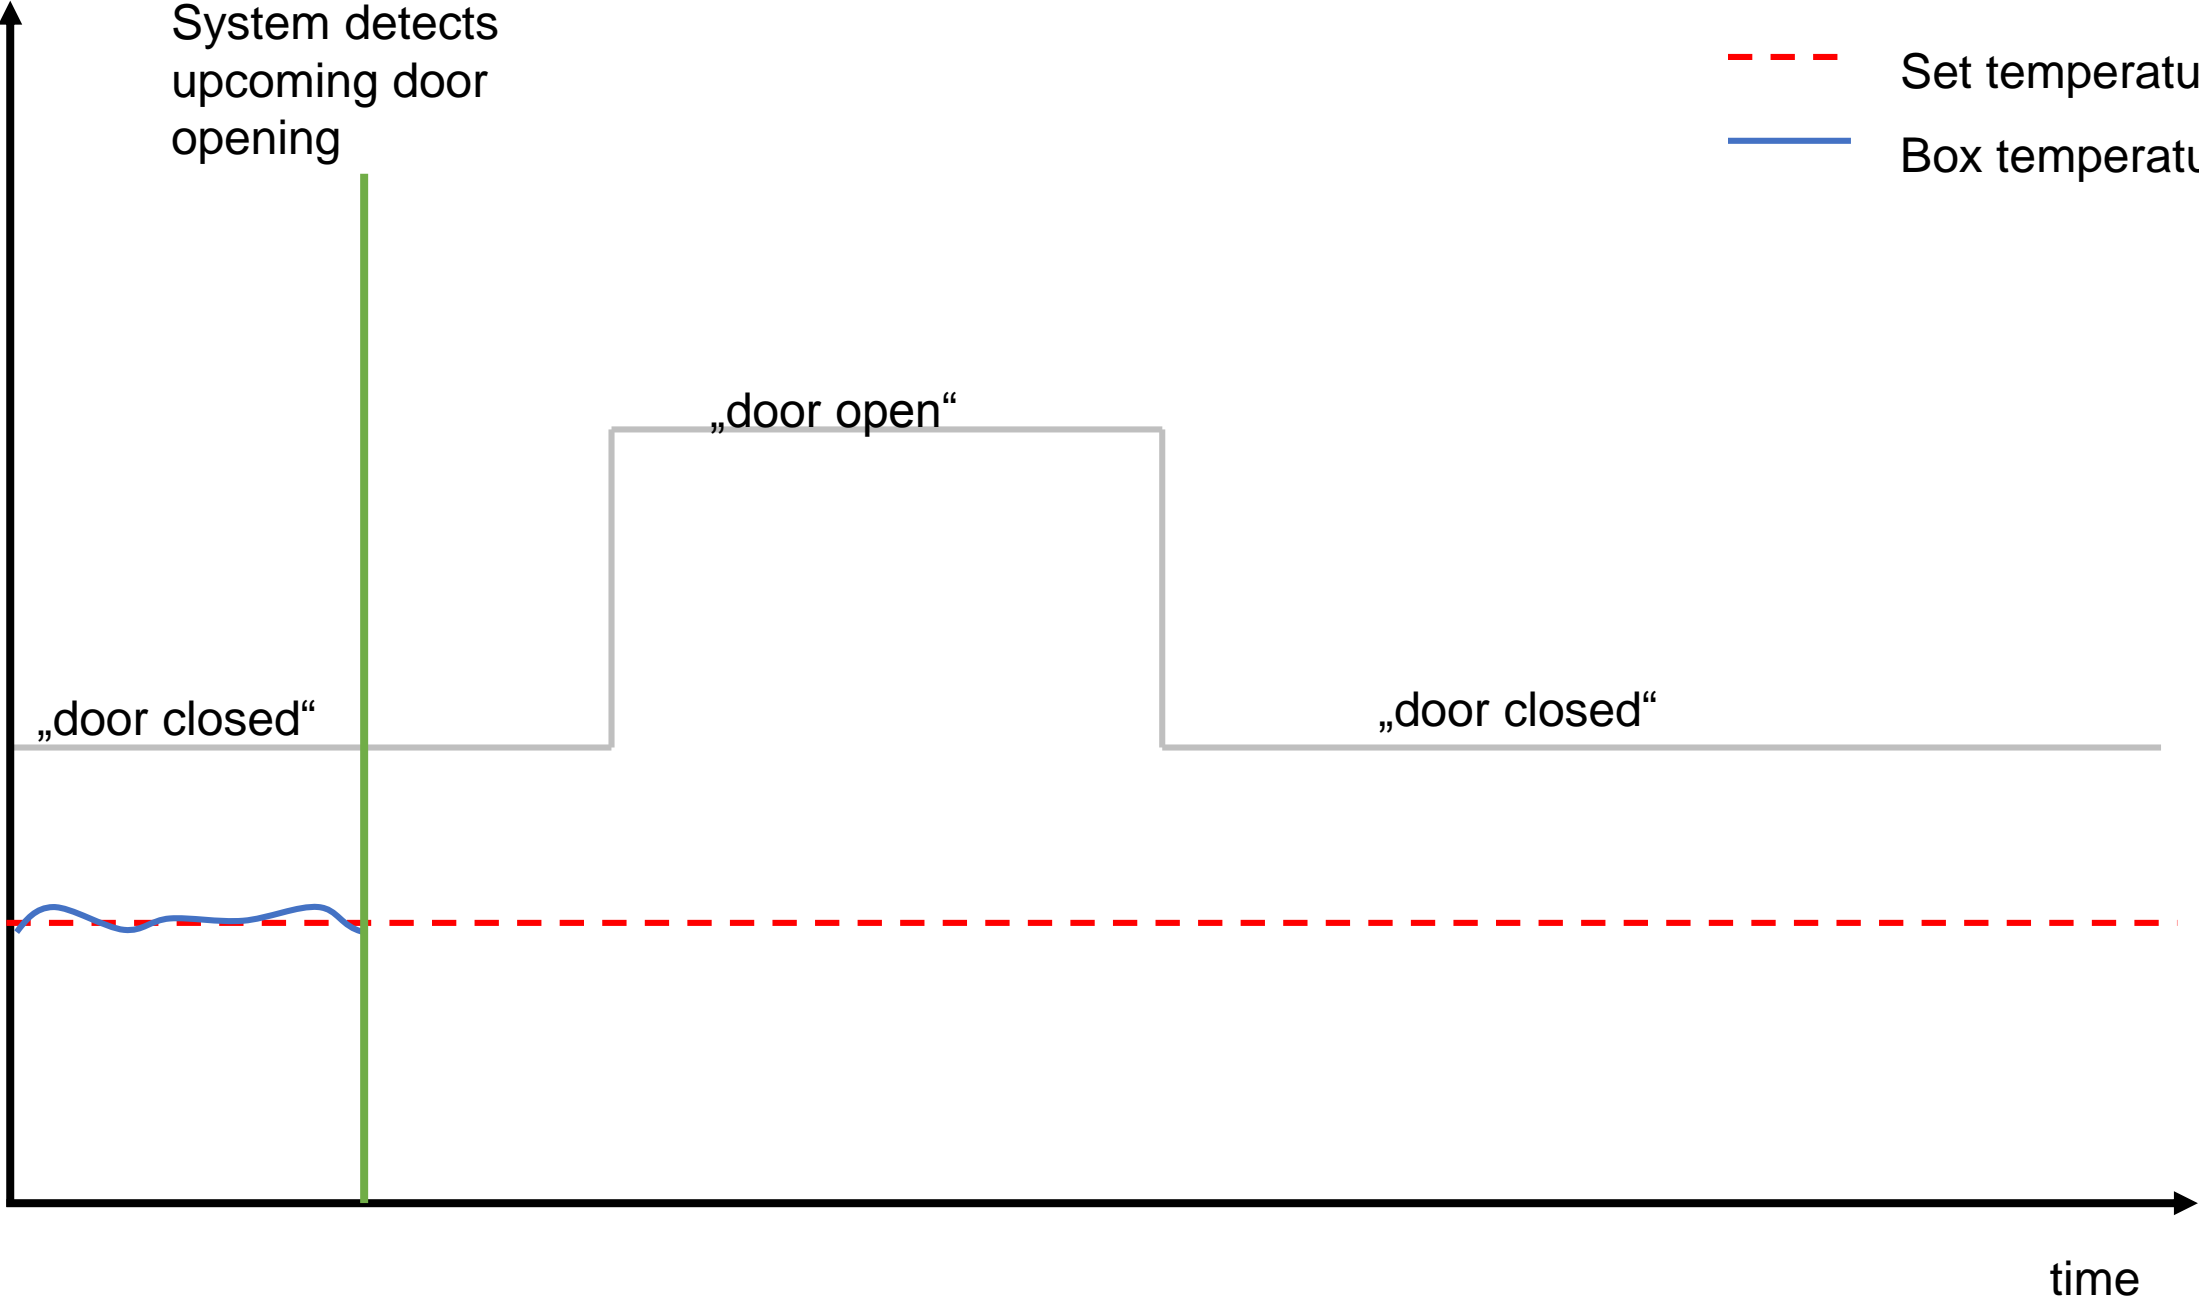 System detects
upcoming door
opening
Set temperatu
Box temperatu
„door open“
„door closed“
„door closed“
time